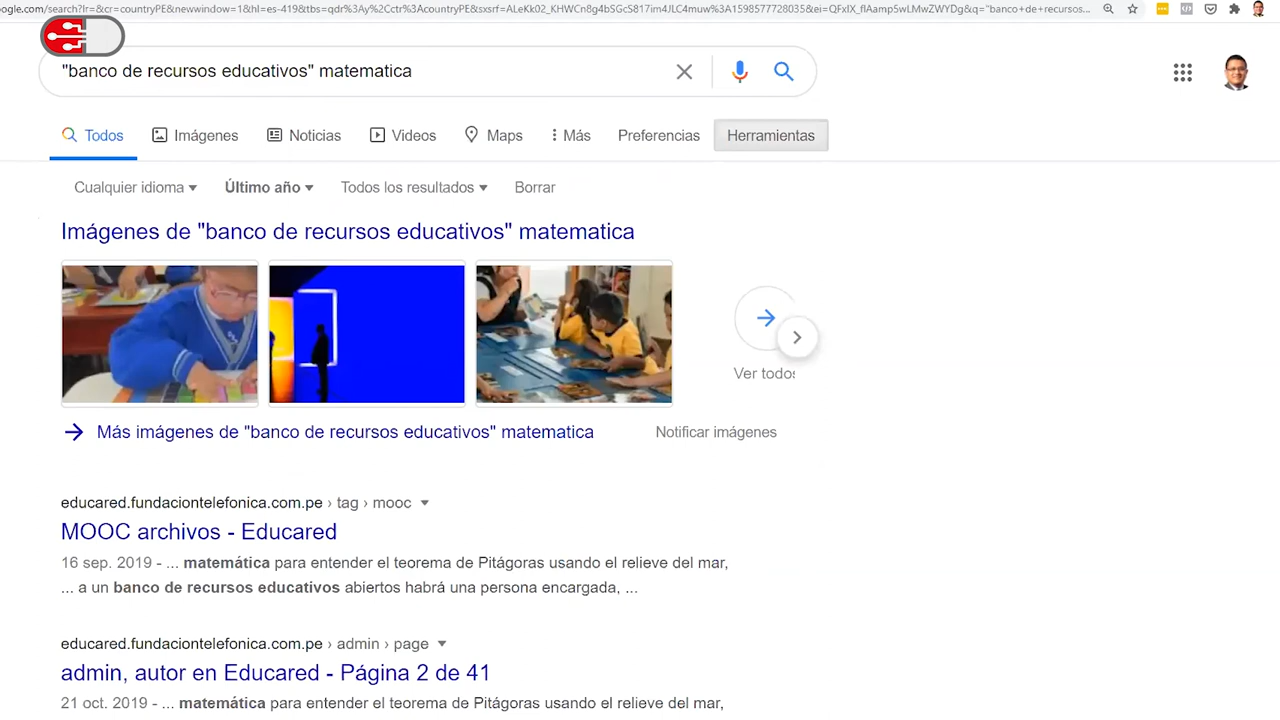 oogle.com/search?lr=&cr=countryPE&newwindow=1&hl=es-419&tbs=qdr%3Ay%2Cctr%3AcountryPE&sxsrf=ALeKk02_KHWCn8g4bSGcS817im4JLC4muw%3A1598577728035&ei=QFxIX_flAamp5wLMwZWYDg&q="banco+de+recursos...
"banco de recursos educativos" matematica
Todos Imágenes Noticias Videos Maps Más Preferencias Herramientas
Cualquier idioma Último año Todos los resultados Borrar
Imágenes de "banco de recursos educativos" matematica
Ver todos
Más imágenes de "banco de recursos educativos" matematica Notificar imágenes
educared.fundaciontelefonica.com.pe › tag › mooc
MOOC archivos - Educared
16 sep. 2019 - ... matemática para entender el teorema de Pitágoras usando el relieve del mar,
... a un banco de recursos educativos abiertos habrá una persona encargada, ...
educared.fundaciontelefonica.com.pe › admin › page
admin, autor en Educared - Página 2 de 41
21 oct. 2019 - ... matemática para entender el teorema de Pitágoras usando el relieve del mar,